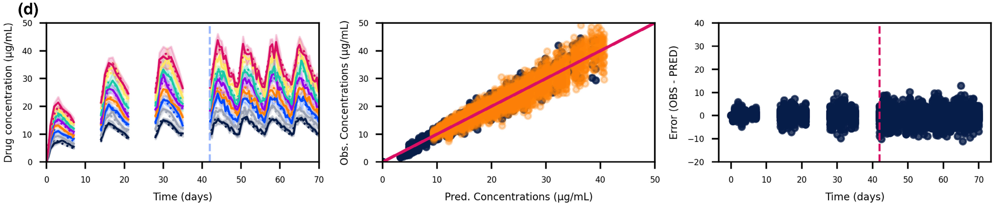 (d)
Drug concentration (µg/mL)
50
40
30
20
10
0
0 10 20 30 40 50 60 70
Time (days)
Obs. Concentrations (µg/mL)
50
40
30
20
10
0
0 10 20 30 40 50
Pred. Concentrations (µg/mL)
Error (OBS - PRED)
40
30
20
10
0
−10
−20
0 10 20 30 40 50 60 70
Time (days)